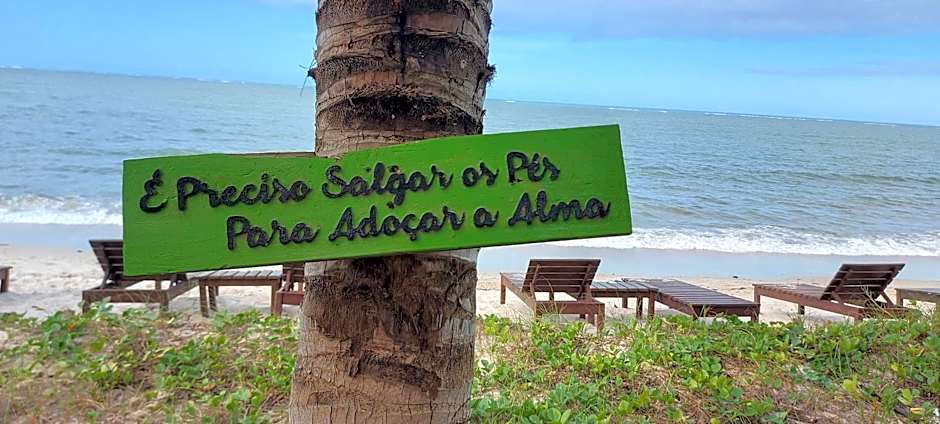 É Preciso Salgar os Pés
Para Adoçar a Alma